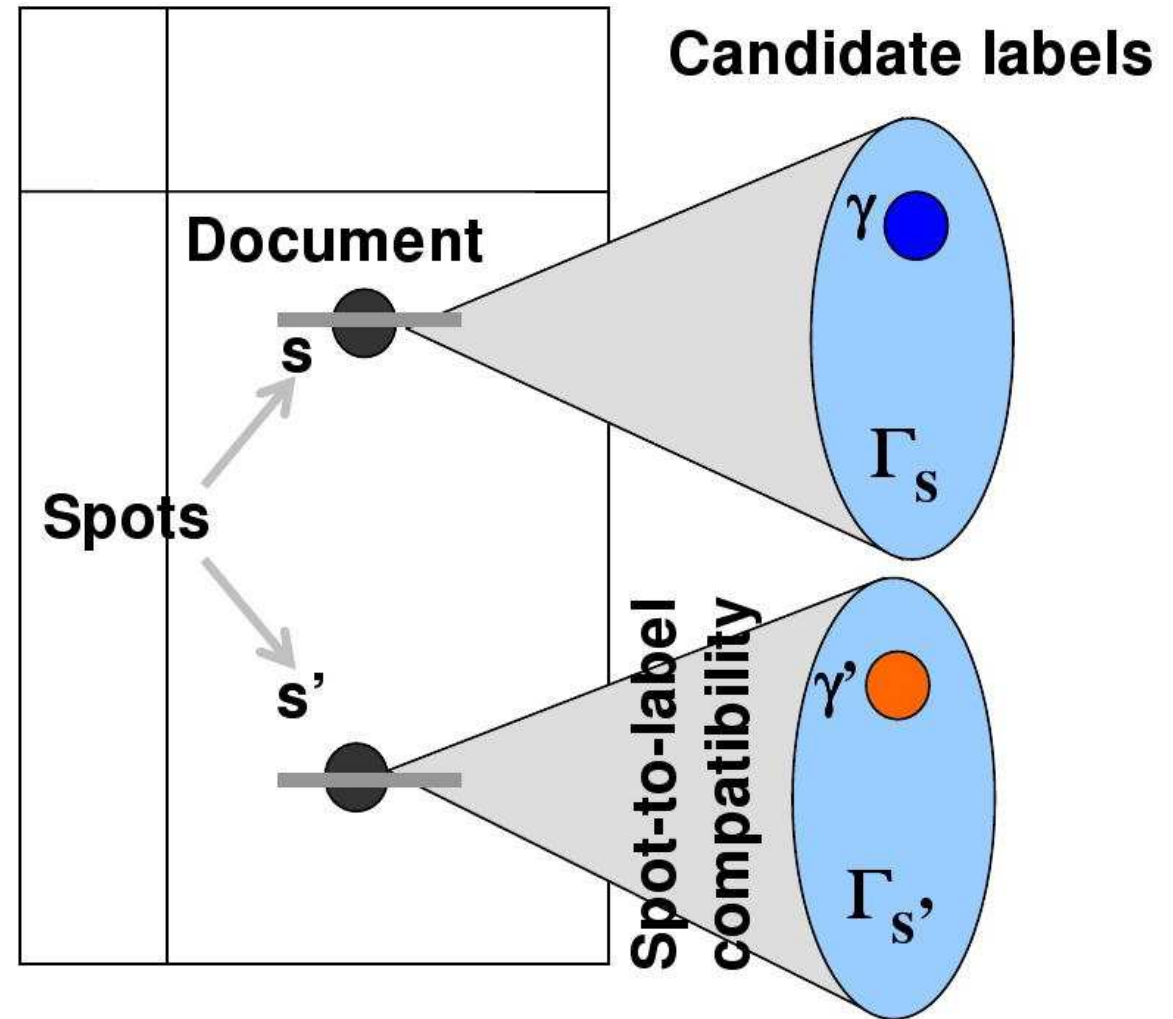 Candidate labels
Document
γ
s
Γs
Spots
s’
γ’
Spot-to-label
compatibility
Γs’